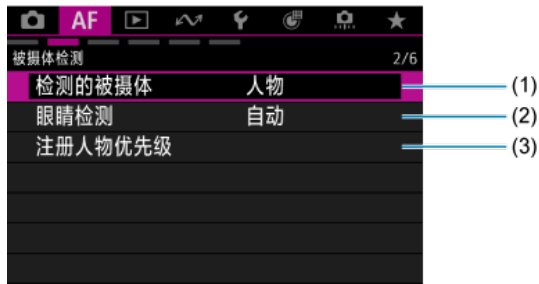 AF
被摄体检测 2/6
检测的被摄体 人物 (1)
眼睛检测 自动 (2)
注册人物优先级 (3)